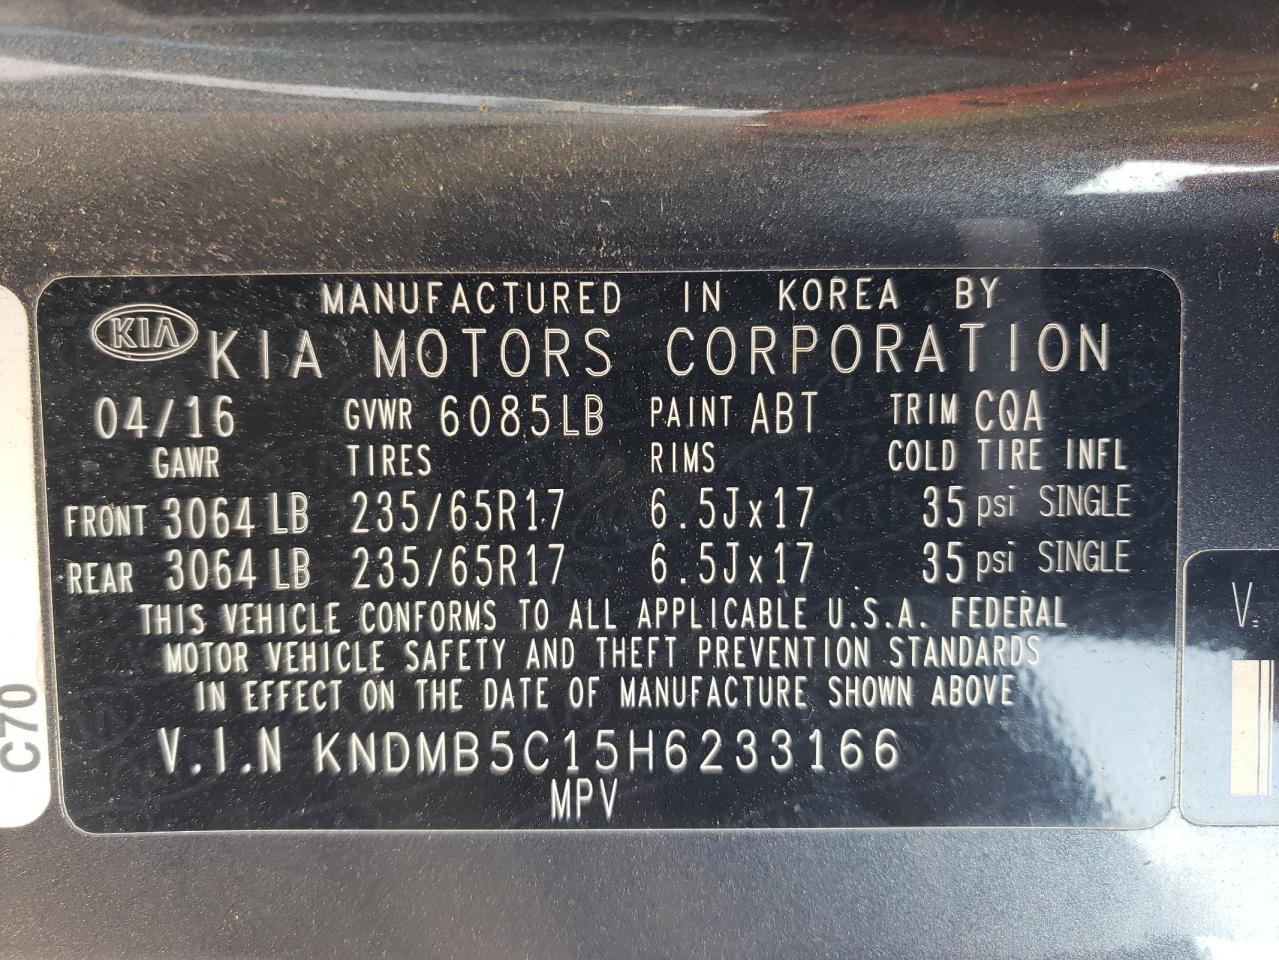 MANUFACTURED IN KOREA BY
KIA KIA MOTORS CORPORATION
04/16 GVWR 6085LB PAINT ABT TRIM CQA
GAWR TIRES RIMS COLD TIRE INFL
FRONT 3064 LB 235/65R17 6.5Jx17 35 psi SINGLE
REAR 3064 LB 235/65R17 6.5Jx17 35 psi SINGLE
THIS VEHICLE CONFORMS TO ALL APPLICABLE U.S.A. FEDERAL
MOTOR VEHICLE SAFETY AND THEFT PREVENTION STANDARDS
IN EFFECT ON THE DATE OF MANUFACTURE SHOWN ABOVE
V.I.N KNDMB5C15H6233166
MPV
C70
V.